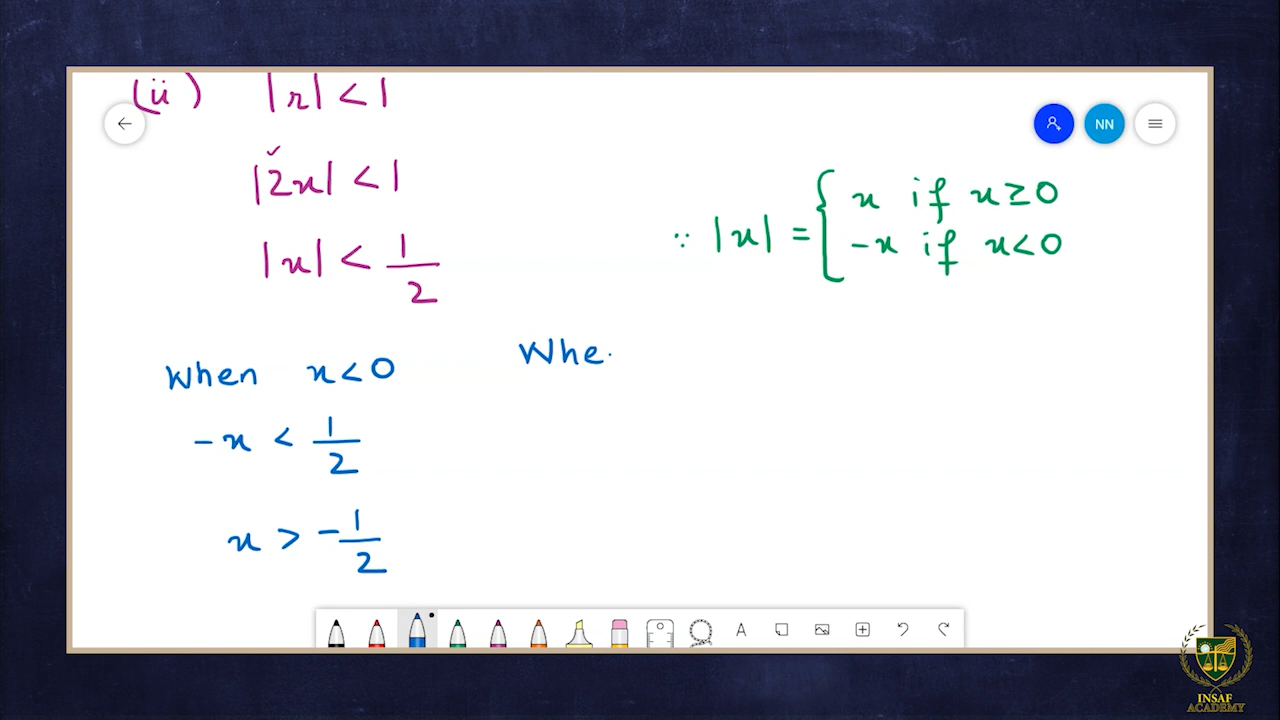 (ii) |r| < 1
|2x| < 1
|x| < 1/2
∵ |x| = { x if x ≥ 0
-x if x < 0
When x < 0
-x < 1/2
x > -1/2
Whe
NN
A
INSAF
ACADEMY